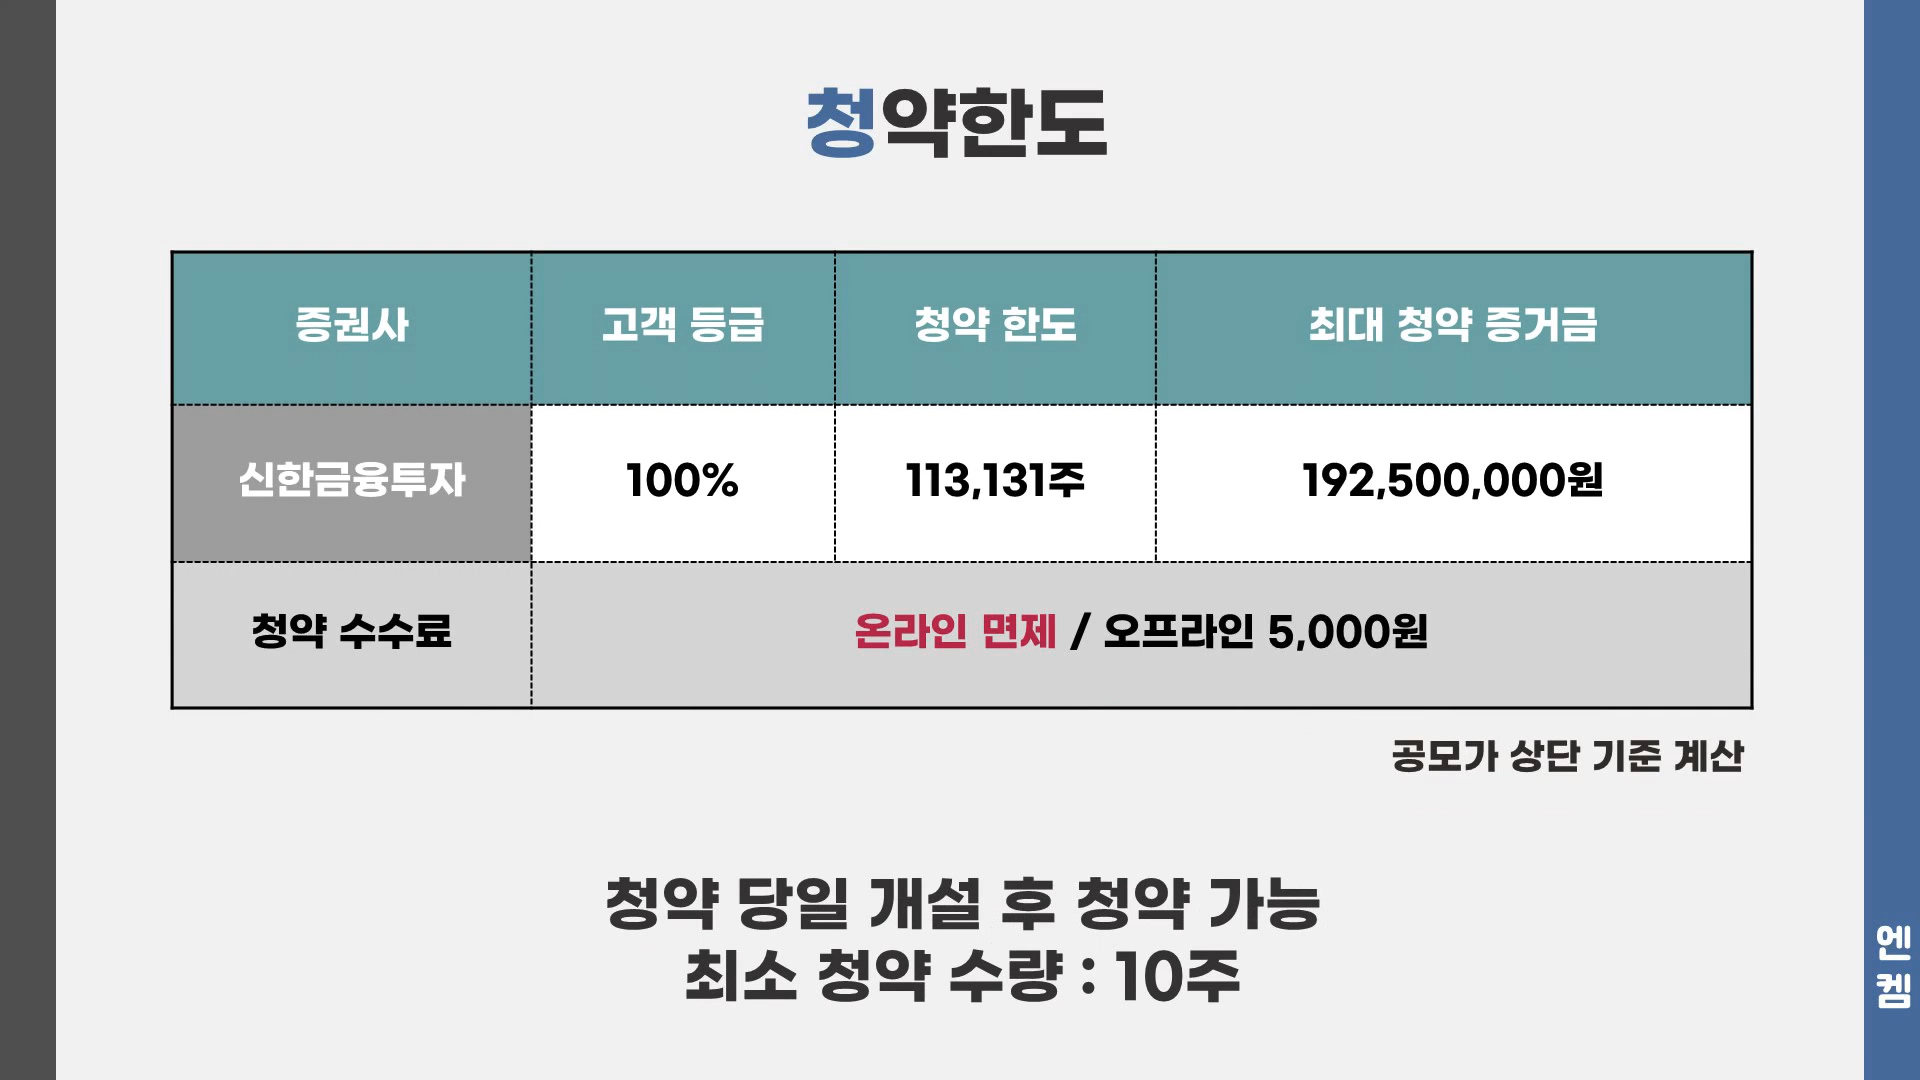 청약한도
증권사 고객 등급 청약 한도 최대 청약 증거금
신한금융투자 100% 113,131주 192,500,000원
청약 수수료 온라인 면제 / 오프라인 5,000원
공모가 상단 기준 계산
청약 당일 개설 후 청약 가능
최소 청약 수량 : 10주
엔켐